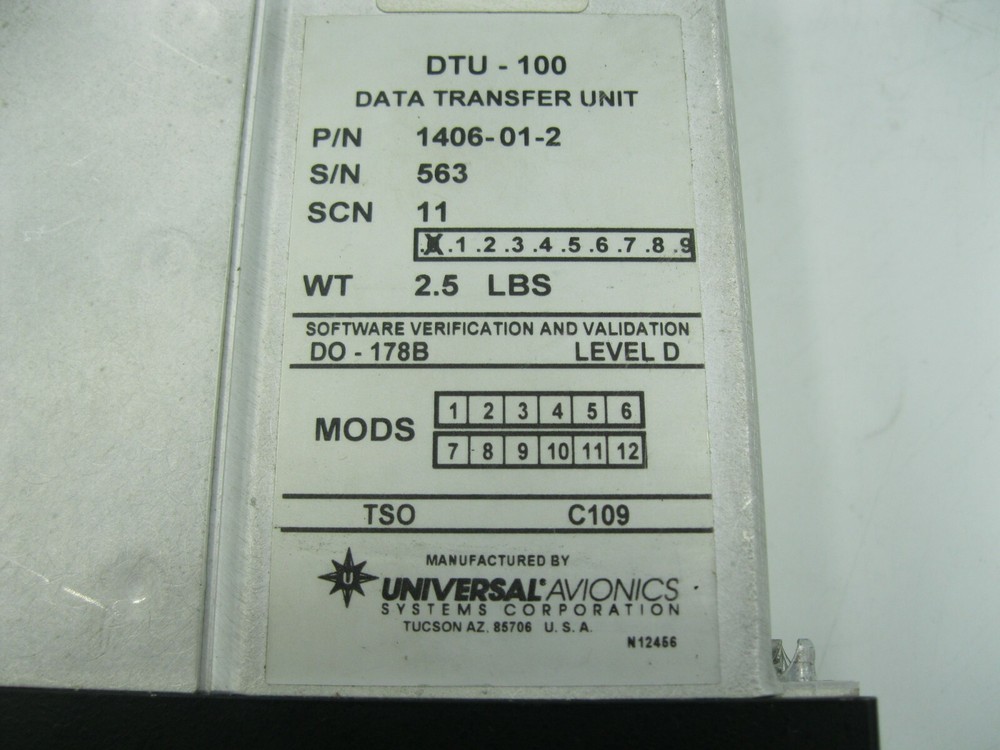 DTU - 100
DATA TRANSFER UNIT
P/N 1406-01-2
S/N 563
SCN 11
.1 .2 .3 .4 .5 .6 .7 .8 .9
WT 2.5 LBS
SOFTWARE VERIFICATION AND VALIDATION
DO - 178B LEVEL D
MODS
1 2 3 4 5 6
7 8 9 10 11 12
TSO C109
MANUFACTURED BY
U UNIVERSAL AVIONICS
SYSTEMS CORPORATION
TUCSON AZ. 85706 U. S. A.
N12456